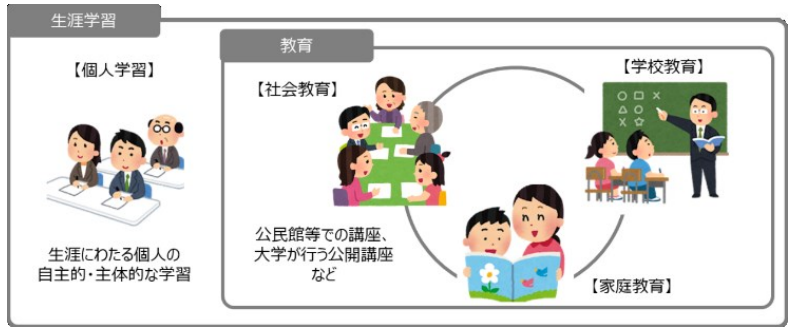 生涯学習
教育
【個人学習】
【社会教育】
【学校教育】
生涯にわたる個人の
自主的・主体的な学習
公民館等での講座、
大学が行う公開講座
など
【家庭教育】